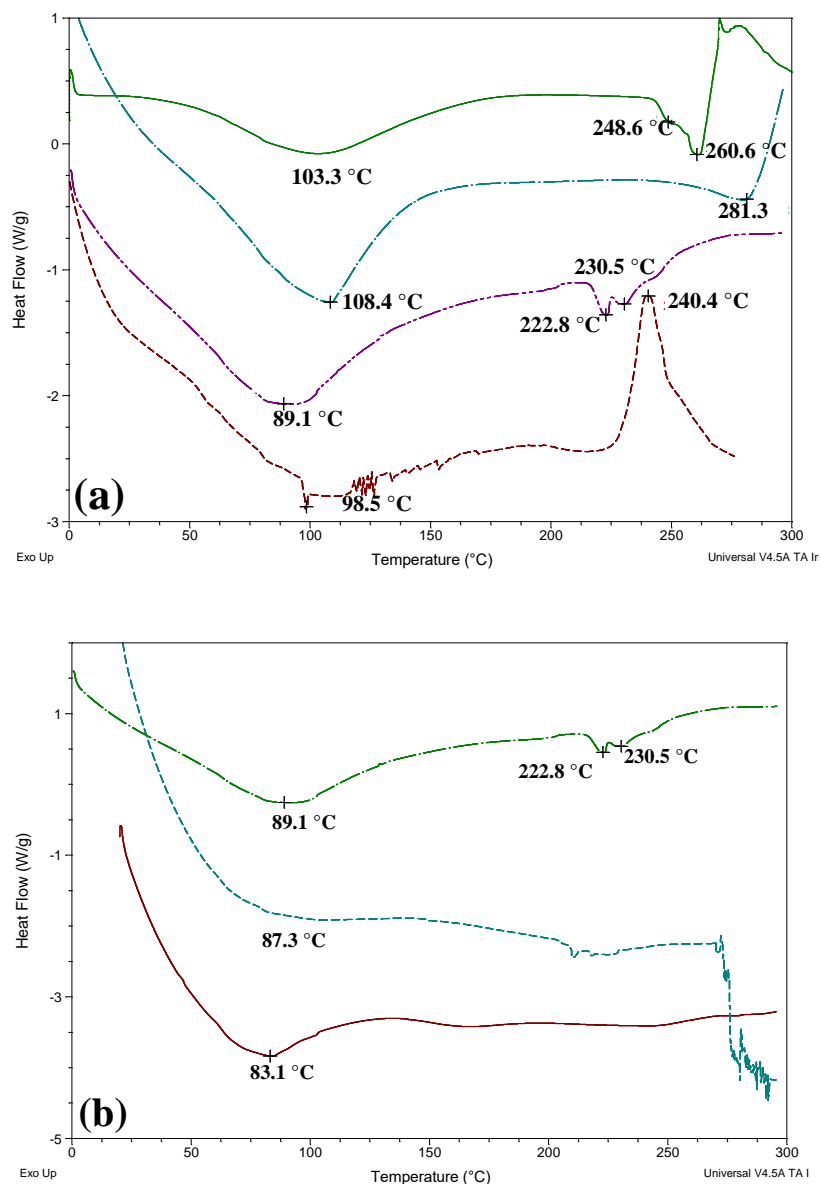 1
248.6 °C
0
260.6 °C
103.3 °C
281.3
Heat Flow (W/g)
-1
230.5 °C
108.4 °C
240.4 °C
222.8 °C
-2
89.1 °C
(a)
98.5 °C
-3
0
50
100
150
200
250
300
Exo Up
Temperature (°C)
Universal V4.5A TA In
1
222.8 °C
230.5 °C
89.1 °C
Heat Flow (W/g)
-1
87.3 °C
-3
83.1 °C
(b)
-5
0
50
100
150
200
250
300
Exo Up
Temperature (°C)
Universal V4.5A TA I